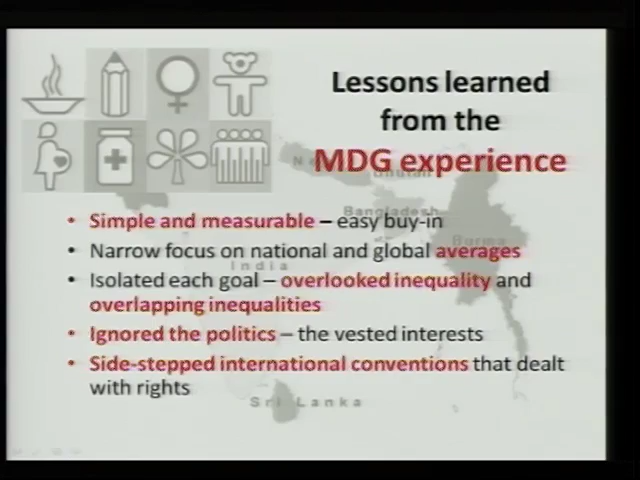 Lessons learned
from the
MDG experience
• Simple and measurable – easy buy-in
• Narrow focus on national and global averages
• Isolated each goal – overlooked inequality and
overlapping inequalities
• Ignored the politics – the vested interests
• Side-stepped international conventions that dealt
with rights
Bhutan
Bangladesh
Burma
India
Sri Lanka